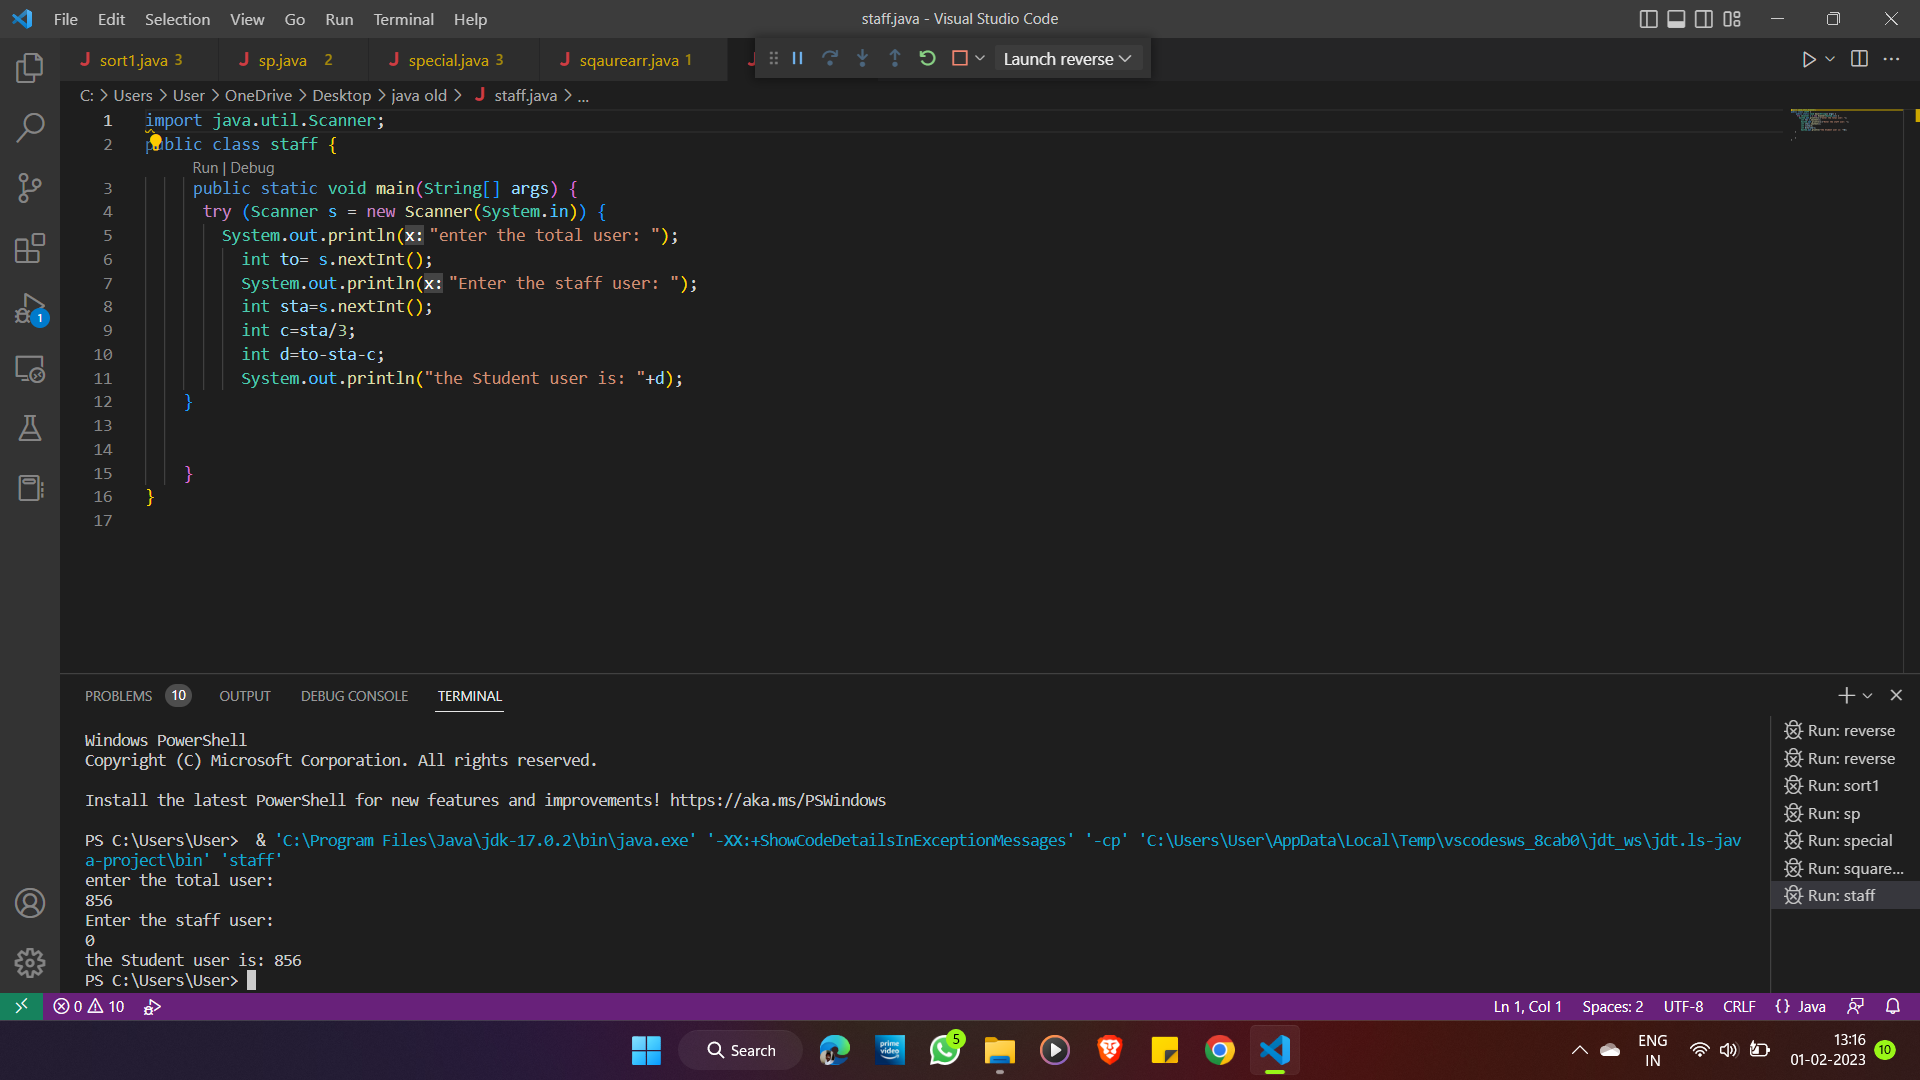 File Edit Selection View Go Run Terminal Help
staff.java - Visual Studio Code
sort1.java 3
sp.java 2
special.java 3
sqaurearr.java 1
Launch reverse
C: > Users > User > OneDrive > Desktop > java old > staff.java > ...
1 import java.util.Scanner;
2 public class staff {
Run | Debug
3 public static void main(String[] args) {
4 try (Scanner s = new Scanner(System.in)) {
5 System.out.println(x: "enter the total user: ");
6 int to= s.nextInt();
7 System.out.println(x: "Enter the staff user: ");
8 int sta=s.nextInt();
9 int c=sta/3;
10 int d=to-sta-c;
11 System.out.println("the Student user is: "+d);
12 }
13
14
15 }
16 }
17
PROBLEMS 10 OUTPUT DEBUG CONSOLE TERMINAL
Windows PowerShell
Copyright (C) Microsoft Corporation. All rights reserved.
Install the latest PowerShell for new features and improvements! https://aka.ms/PSWindows
PS C:\Users\User>  & 'C:\Program Files\Java\jdk-17.0.2\bin\java.exe' '-XX:+ShowCodeDetailsInExceptionMessages' '-cp' 'C:\Users\User\AppData\Local\Temp\vscodesws_8cab0\jdt_ws\jdt.ls-jav
a-project\bin' 'staff'
enter the total user:
856
Enter the staff user:
0
the Student user is: 856
PS C:\Users\User>
Run: reverse
Run: reverse
Run: sort1
Run: sp
Run: special
Run: square...
Run: staff
1
0 10
Ln 1, Col 1 Spaces: 2 UTF-8 CRLF {} Java
Search
prime video
5
ENG
IN
13:16
01-02-2023
10